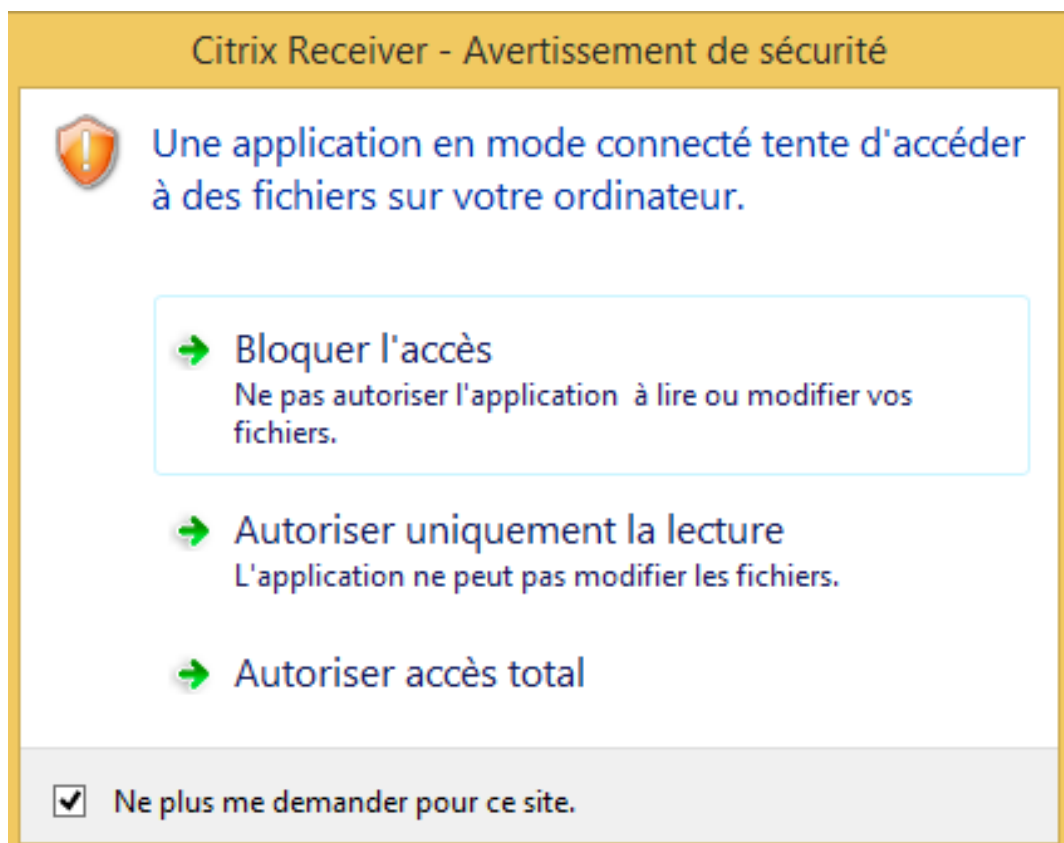 Citrix Receiver - Avertissement de sécurité
Une application en mode connecté tente d'accéder
à des fichiers sur votre ordinateur.
Bloquer l'accès
Ne pas autoriser l'application  à lire ou modifier vos
fichiers.
Autoriser uniquement la lecture
L'application ne peut pas modifier les fichiers.
Autoriser accès total
Ne plus me demander pour ce site.